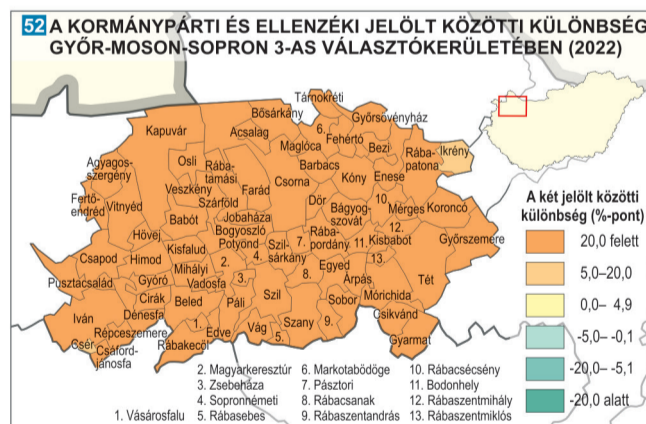 52 A KORMÁNYPÁRTI ÉS ELLENZÉKI JELÖLT KÖZÖTTI KÜLÖNBSÉG
GYŐR-MOSON-SOPRON 3-AS VÁLASZTÓKERÜLETÉBEN (2022)
Tárnokréti
Bősárkány
Győrsövényház
Kapuvár
Acsalag
6.
Fehértó
Maglóca
Bezi
Ikrény
Rába-
patona
Agyagos-
szergény
Osli
Rába-
tamási
Barbacs
Enese
Kóny
Veszkény
Farád
Csorna
Fertő-
endréd
Vitnyéd
Szárföld
Dör
10.
Mérges
Koroncó
Babót
Jobaháza
Bágyog-
szovát
12.
Bogyoszló
Rába-
pordány
Hövej
Potyond
Szil-
sárkány
7.
11.
Kisbabot
Győrszemere
Kisfalud
4.
13.
Csapod
Himod
2.
Egyed
Mihályi
8.
Pusztacsalád
Gyóró
Vadosfa
3.
Árpás
Tét
Cirák
Beled
Páli
Szil
Mórichida
Iván
Dénesfa
Sobor
Répceszemere
1.
Szany
9.
Csikvánd
Csér
Edve
Vág
Csáford-
jánosfa
Rábakecöl
5.
Gyarmat
A két jelölt közötti
különbség (%-pont)
20,0 felett
5,0–20,0
0,0– 4,9
-5,0– -0,1
-20,0– -5,1
-20,0 alatt
2. Magyarkeresztúr 6. Markotabödöge 10. Rábacsécsény
3. Zsebeháza 7. Pásztori 11. Bodonhely
4. Sopronnémeti 8. Rábacsanak 12. Rábaszentmihály
1. Vásárosfalu 5. Rábasebes 9. Rábaszentandrás 13. Rábaszentmiklós